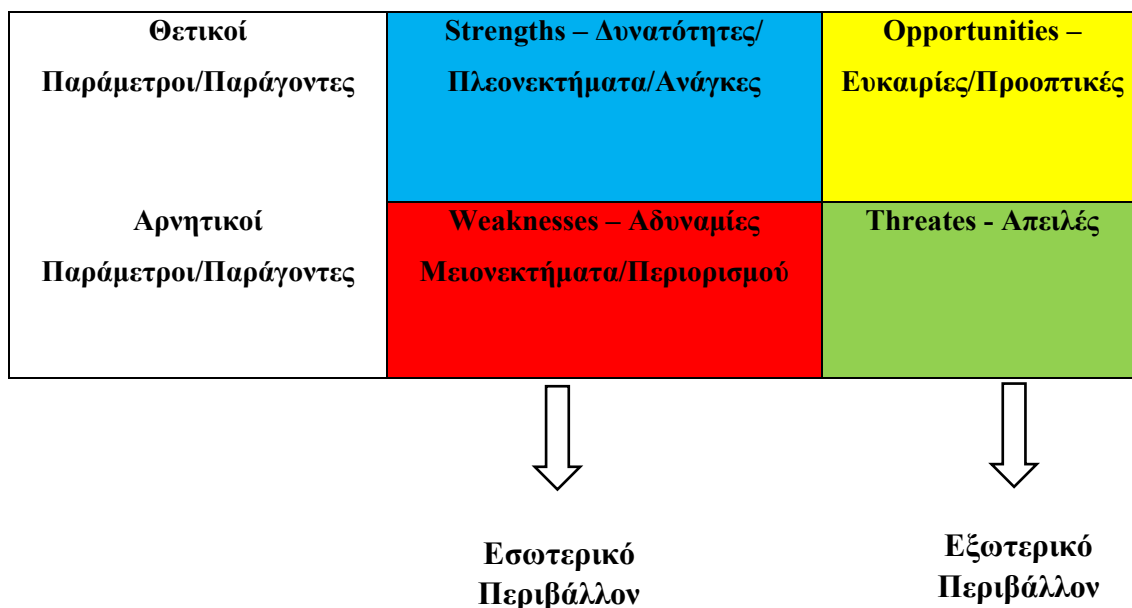 Θετικοί
Παράμετροι/Παράγοντες
Strengths – Δυνατότητες/
Πλεονεκτήματα/Ανάγκες
Opportunities –
Ευκαιρίες/Προοπτικές
Αρνητικοί
Παράμετροι/Παράγοντες
Weaknesses – Αδυναμίες
Μειονεκτήματα/Περιορισμού
Threates - Απειλές
Εσωτερικό
Περιβάλλον
Εξωτερικό
Περιβάλλον